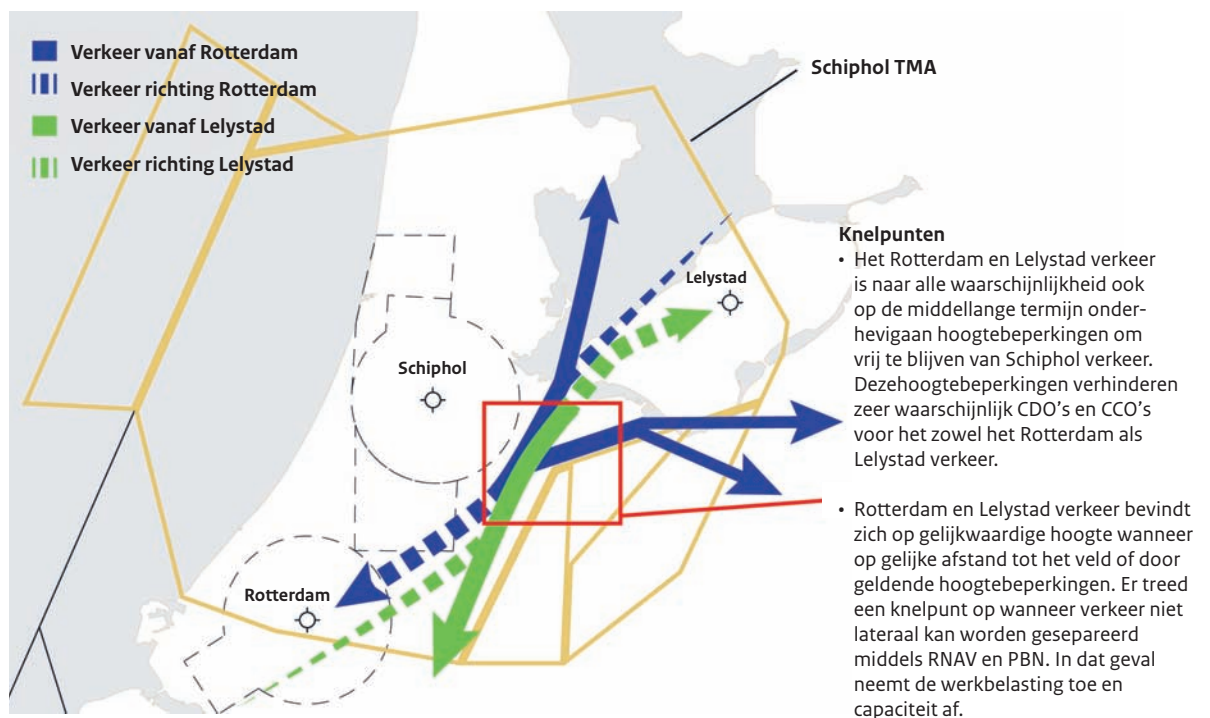 Verkeer vanaf Rotterdam
Verkeer richting Rotterdam
Verkeer vanaf Lelystad
Verkeer richting Lelystad
Schiphol TMA
Lelystad
Schiphol
Rotterdam
Knelpunten
• Het Rotterdam en Lelystad verkeer
is naar alle waarschijnlijkheid ook
op de middellange termijn onder-
hevigaan hoogtebeperkingen om
vrij te blijven van Schiphol verkeer.
Dezehoogtebeperkingen verhinderen
zeer waarschijnlijk CDO's en CCO's
voor het zowel het Rotterdam als
Lelystad verkeer.
• Rotterdam en Lelystad verkeer bevindt
zich op gelijkwaardige hoogte wanneer
op gelijke afstand tot het veld of door
geldende hoogtebeperkingen. Er treed
een knelpunt op wanneer verkeer niet
lateraal kan worden gesepareerd
middels RNAV en PBN. In dat geval
neemt de werkbelasting toe en
capaciteit af.